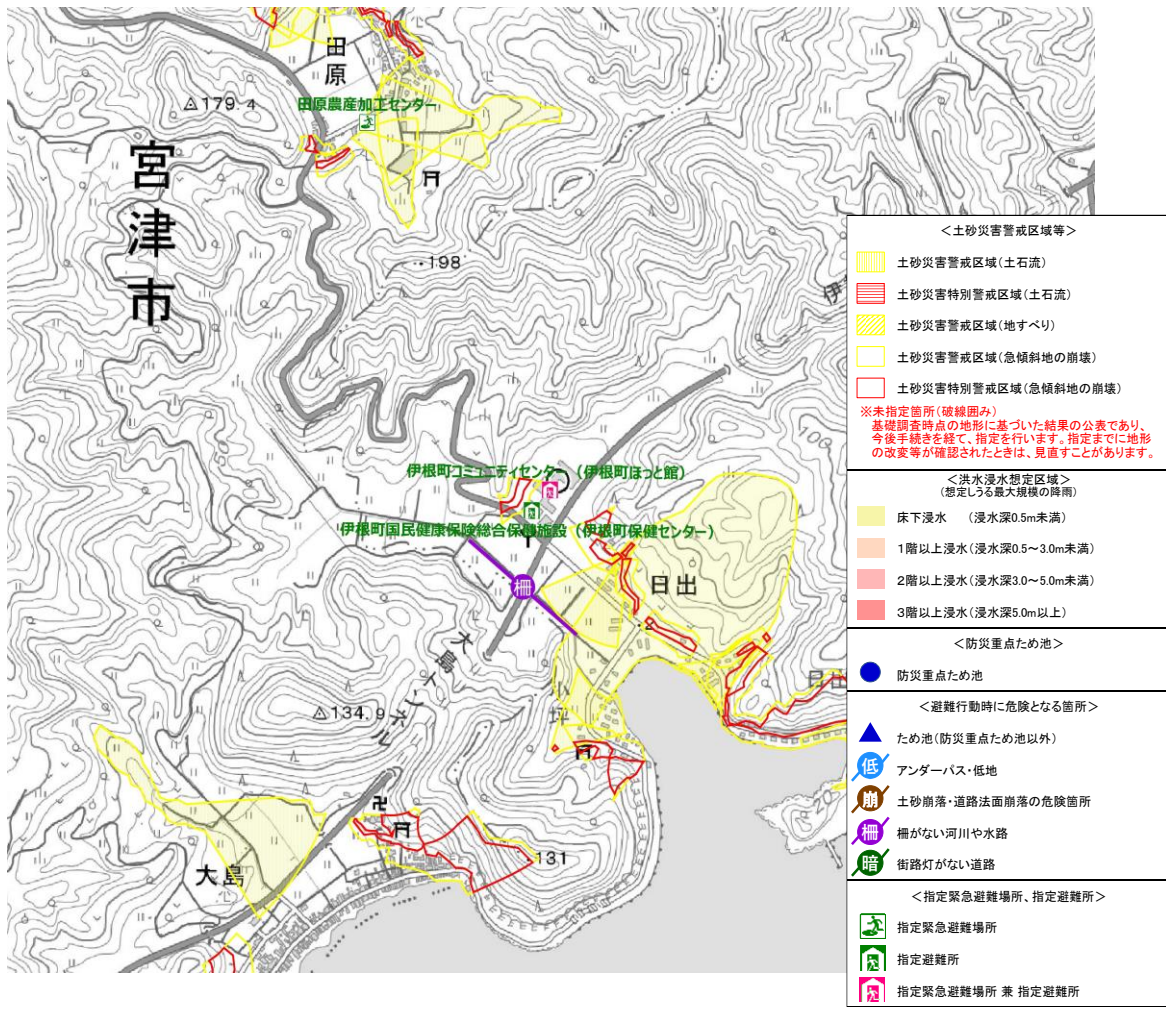 田原
△179.4
田原農産加工センター
宮津市
198
伊根町コミュニティセンター(伊根町ほっと館)
伊根町国民健康保険総合保健施設(伊根町保健センター)
柵
日出
2
大島トンネル
坪
△134.9
大島
131
20
<土砂災害警戒区域等>
土砂災害警戒区域(土石流)
土砂災害特別警戒区域(土石流)
土砂災害警戒区域(地すべり)
土砂災害警戒区域(急傾斜地の崩壊)
土砂災害特別警戒区域(急傾斜地の崩壊)
※未指定箇所(破線囲み)
基礎調査時点の地形に基づいた結果の公表であり、
今後手続きを経て、指定を行います。指定までに地形
の改変等が確認されたときは、見直すことがあります。
<洪水浸水想定区域>
(想定しうる最大規模の降雨)
床下浸水 (浸水深0.5m未満)
1階以上浸水(浸水深0.5~3.0m未満)
2階以上浸水(浸水深3.0~5.0m未満)
3階以上浸水(浸水深5.0m以上)
<防災重点ため池>
防災重点ため池
<避難行動時に危険となる箇所>
ため池(防災重点ため池以外)
低 アンダーパス・低地
崩 土砂崩落・道路法面崩落の危険箇所
柵 柵がない河川や水路
暗 街路灯がない道路
<指定緊急避難場所、指定避難所>
指定緊急避難場所
指定避難所
指定緊急避難場所 兼 指定避難所